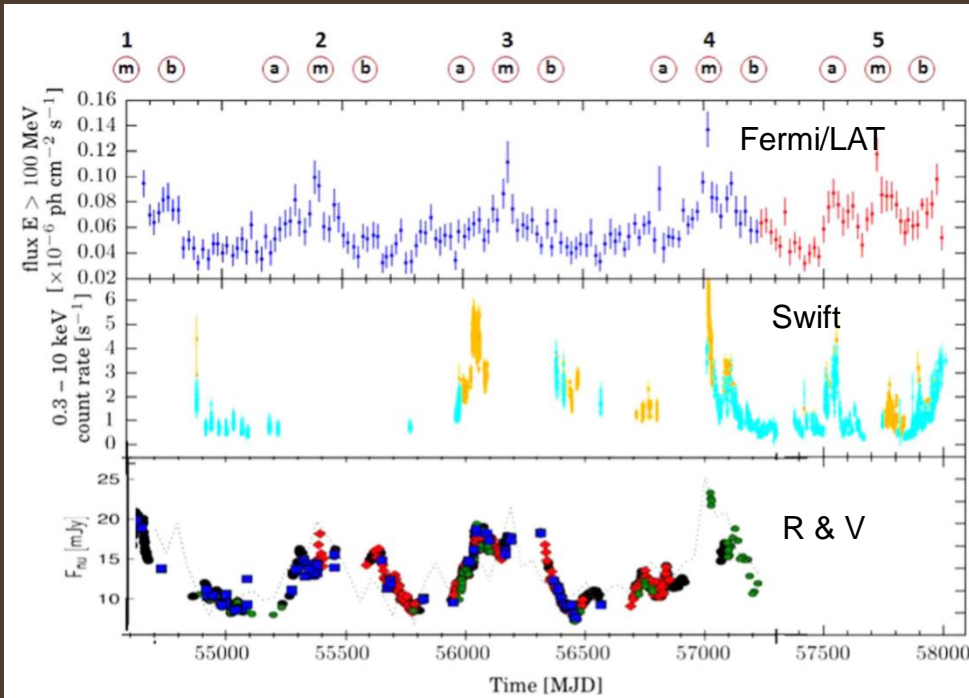 1 2 3 4 5
m b a m b a m b a m b a m b
0.16
0.14
0.12
0.10
0.08
0.06
0.04
0.02
flux E > 100 MeV
[×10⁻⁶ ph cm⁻² s⁻¹]
Fermi/LAT
6
5
4
3
2
1
0
0.3 – 10 keV
count rate [s⁻¹]
Swift
25
20
15
10
Fnu [mJy]
R & V
55000 55500 56000 56500 57000 57500 58000
Time [MJD]